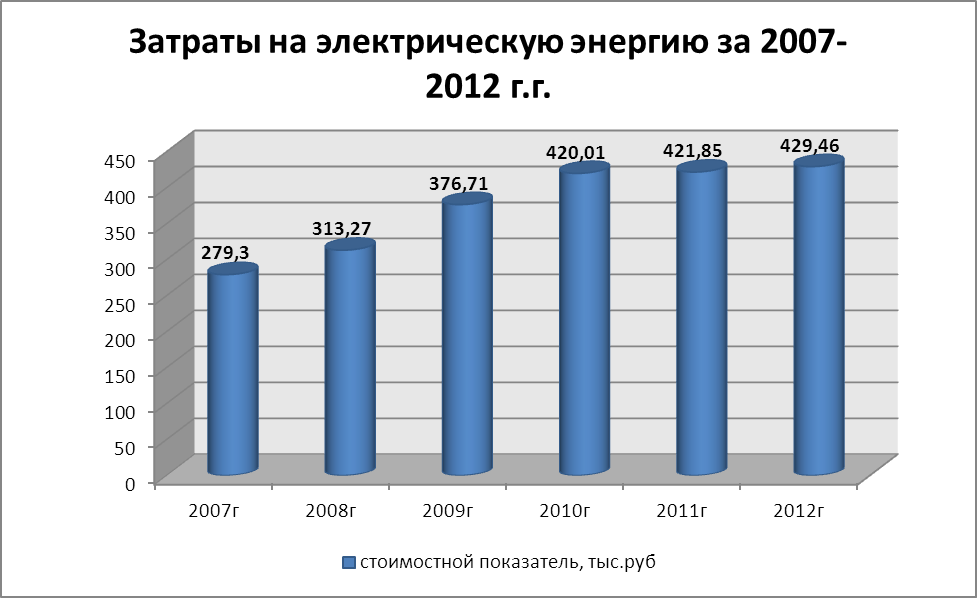 Затраты на электрическую энергию за 2007-
2012 г.г.
450
400
350
300
250
200
150
100
50
0
279,3
313,27
376,71
420,01
421,85
429,46
2007г
2008г
2009г
2010г
2011г
2012г
стоимостной показатель, тыс.руб